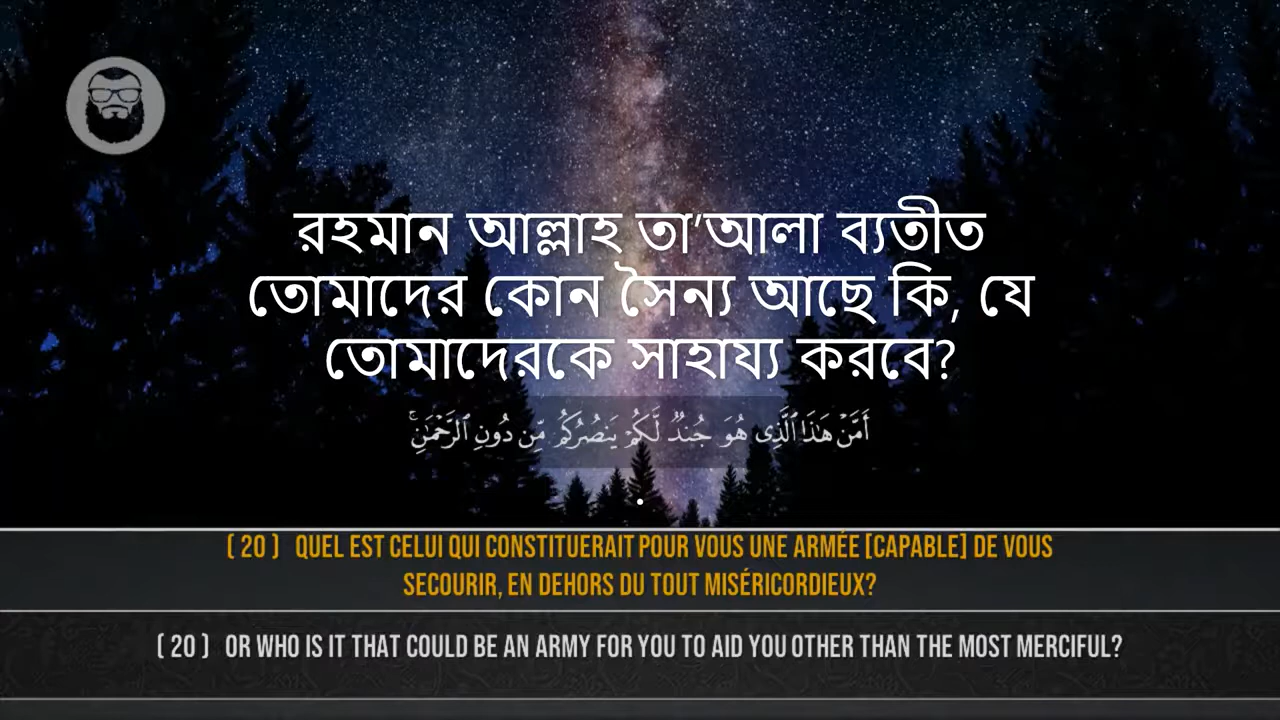 রহমান আল্লাহ তা’আলা ব্যতীত
তোমাদের কোন সৈন্য আছে কি, যে
তোমাদেরকে সাহায্য করবে?
أَمَّنْ هَٰذَا ٱلَّذِى هُوَ جُندٌ لَّكُمْ يَنصُرُكُم مِّن دُونِ ٱلرَّحْمَٰنِ ۚ
.
( 20 ) QUEL EST CELUI QUI CONSTITUERAIT POUR VOUS UNE ARMÉE [CAPABLE] DE VOUS
SECOURIR, EN DEHORS DU TOUT MISÉRICORDIEUX?
( 20 ) OR WHO IS IT THAT COULD BE AN ARMY FOR YOU TO AID YOU OTHER THAN THE MOST MERCIFUL?